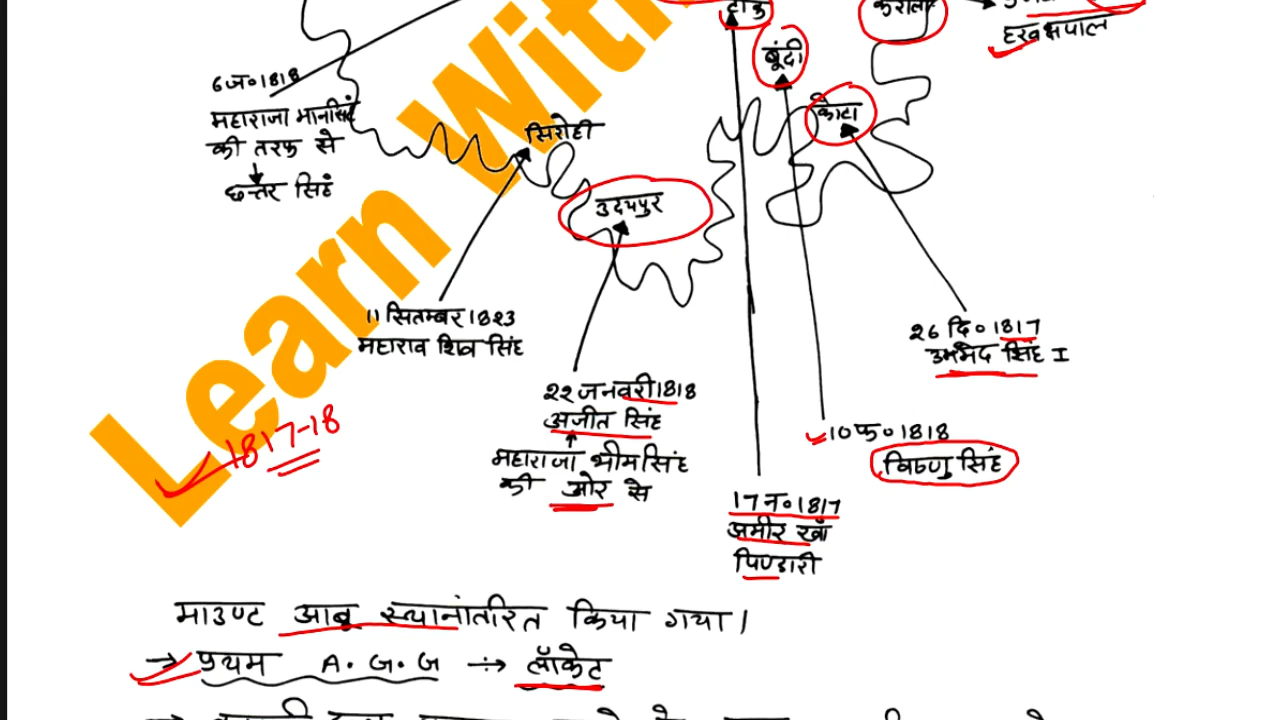 टोंक
करौली
हरबक्षपाल
बूंदी
6 ज॰ 1818
महाराजा मानसिंह
की तरफ से
छत्तर सिंह
कोटा
सिरोही
उदयपुर
11 सितम्बर 1823
महाराव शिव सिंह
26 दि॰ 1817
उम्मेद सिंह I
22 जनवरी 1818
अजीत सिंह
महाराजा भीमसिंह
की ओर से
10 फ॰ 1818
विष्णु सिंह
1817-18
17 न॰ 1817
अमीर खाँ
पिण्डारी
माउण्ट आबू स्थानांतरित किया गया।
→ प्रथम A.G.G ÷ लॉकेट
Learn With